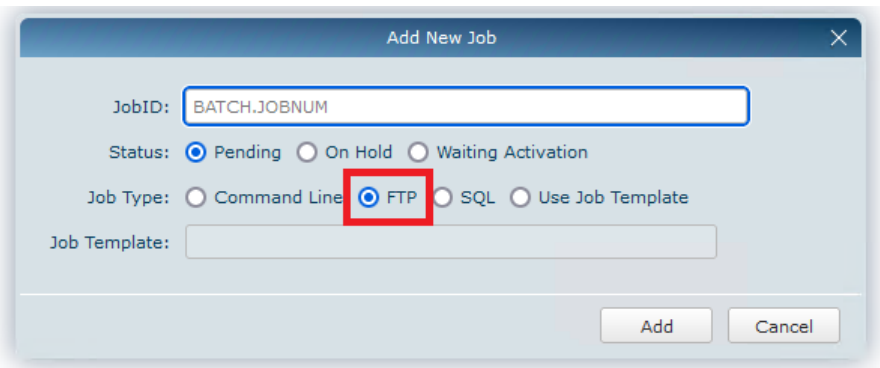 Add New Job
JobID: BATCH.JOBNUM
Status: Pending On Hold Waiting Activation
Job Type: Command Line FTP SQL Use Job Template
Job Template:
Add Cancel